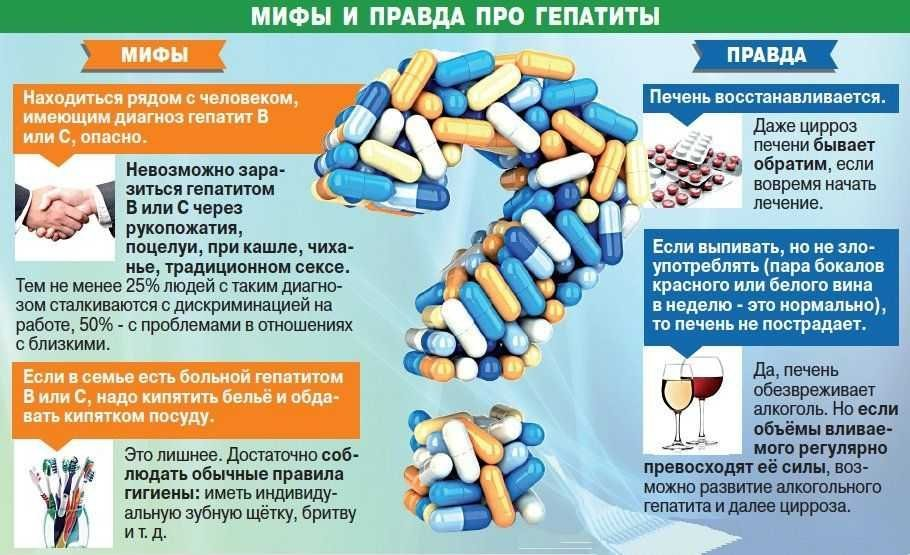 МИФЫ И ПРАВДА ПРО ГЕПАТИТЫ
МИФЫ
Находиться рядом с человеком,
имеющим диагноз гепатит В
или С, опасно.
Невозможно зара-
зиться гепатитом
В или С через
рукопожатия,
поцелуи, при кашле, чиха-
нье, традиционном сексе.
Тем не менее 25% людей с таким диагно-
зом сталкиваются с дискриминацией на
работе, 50% - с проблемами в отношениях
с близкими.
Если в семье есть больной гепатитом
В или С, надо кипятить бельё и обда-
вать кипятком посуду.
Это лишнее. Достаточно соб-
людать обычные правила
гигиены: иметь индивиду-
альную зубную щётку, бритву
и т. д.
ПРАВДА
Печень восстанавливается.
Даже цирроз
печени бывает
обратим, если
вовремя начать
лечение.
Если выпивать, но не зло-
употреблять (пара бокалов
красного или белого вина
в неделю - это нормально),
то печень не пострадает.
Да, печень
обезвреживает
алкоголь. Но если
объёмы вливае-
мого регулярно
превосходят её силы, воз-
можно развитие алкогольного
гепатита и далее цирроза.